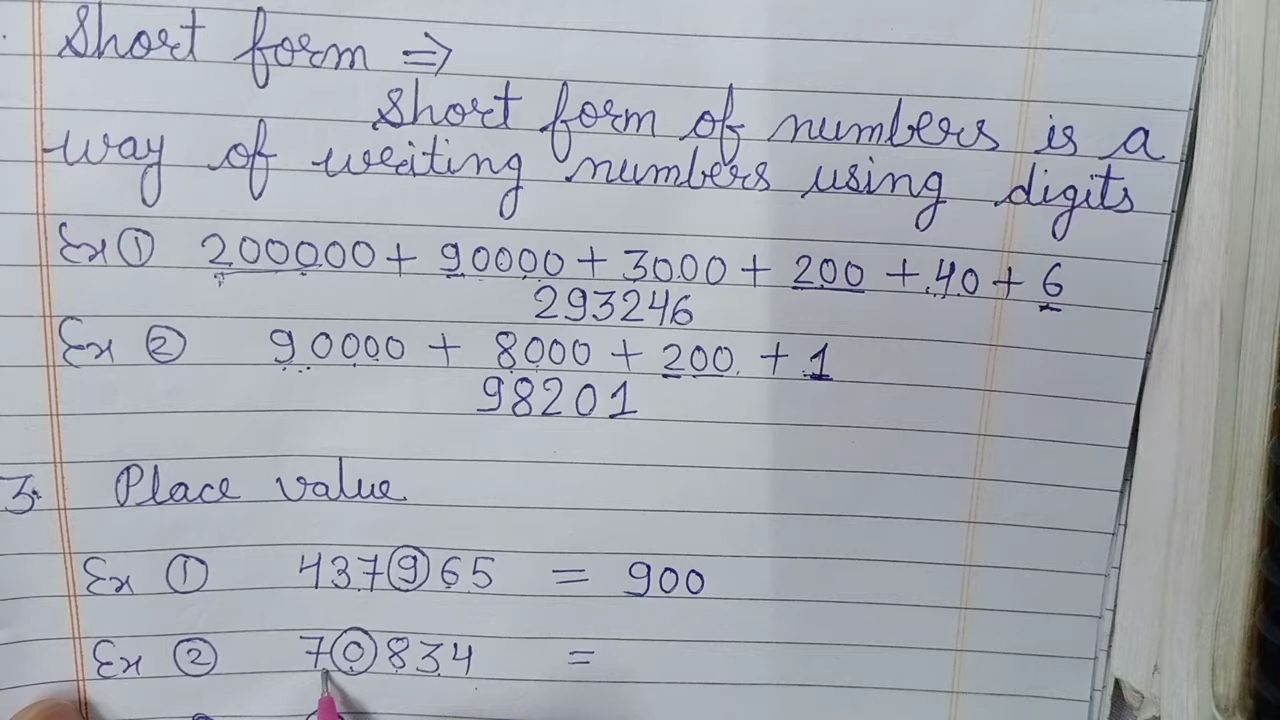 Short form ⇒
Short form of numbers is a
way of writing numbers using digits
Ex ① 200000 + 90000 + 3000 + 200 + 40 + 6
293246
Ex ② 90000 + 8000 + 200 + 1
98201
3. Place value
Ex ① 437965 = 900
Ex ② 70834 =